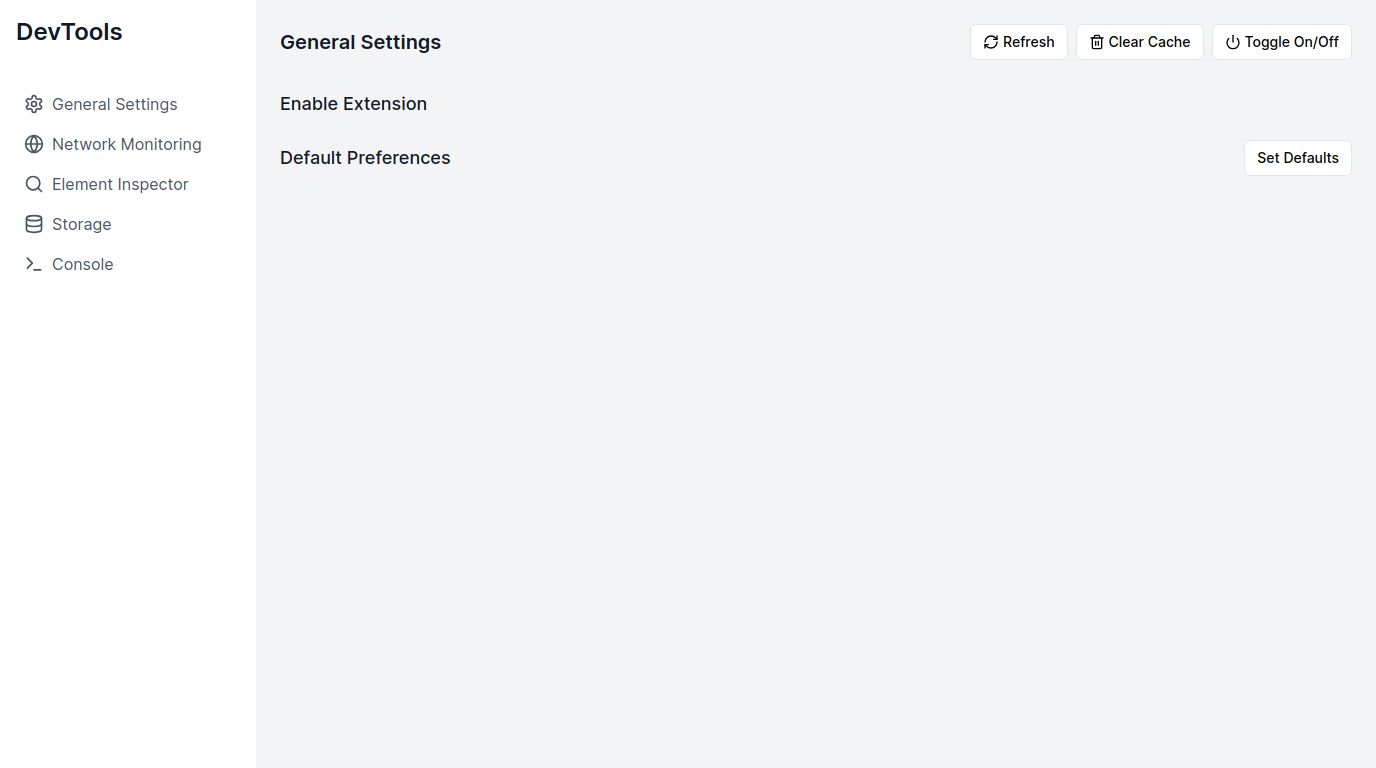 DevTools
General Settings
Network Monitoring
Element Inspector
Storage
Console
General Settings
Refresh
Clear Cache
Toggle On/Off
Enable Extension
Default Preferences
Set Defaults